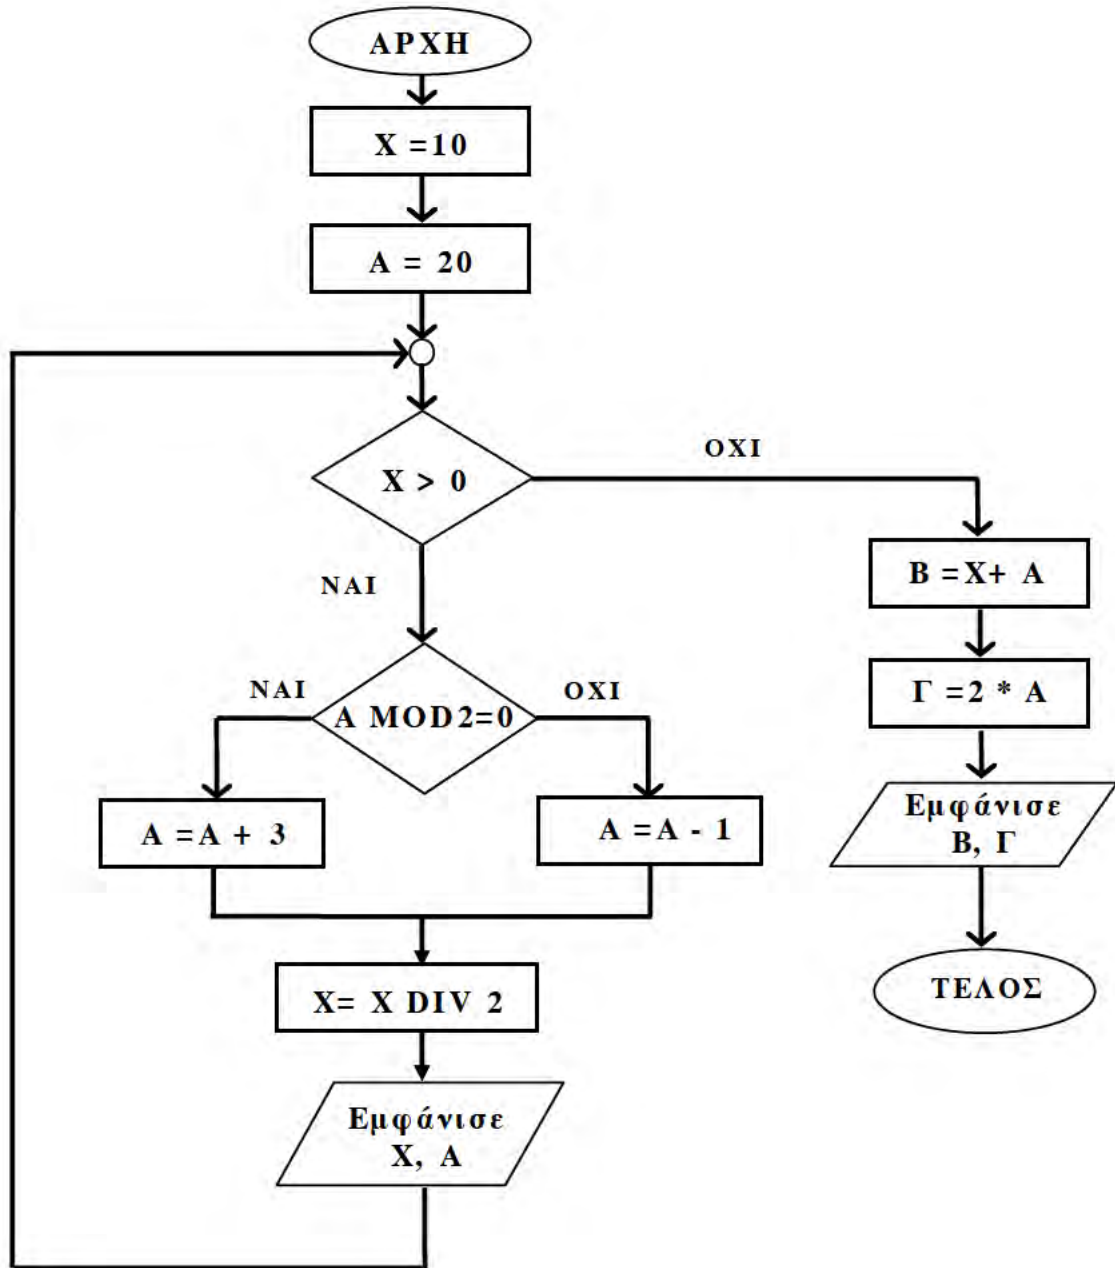 ΑΡΧΗ
Χ =10
Α = 20
Χ > 0
ΟΧΙ
ΝΑΙ
Β =Χ+ Α
Γ =2 * Α
ΝΑΙ
Α MOD2=0
ΟΧΙ
Α =Α + 3
Α =Α - 1
Εμφάνισε
Β, Γ
Χ= Χ DIV 2
ΤΕΛΟΣ
Εμφάνισε
Χ, Α